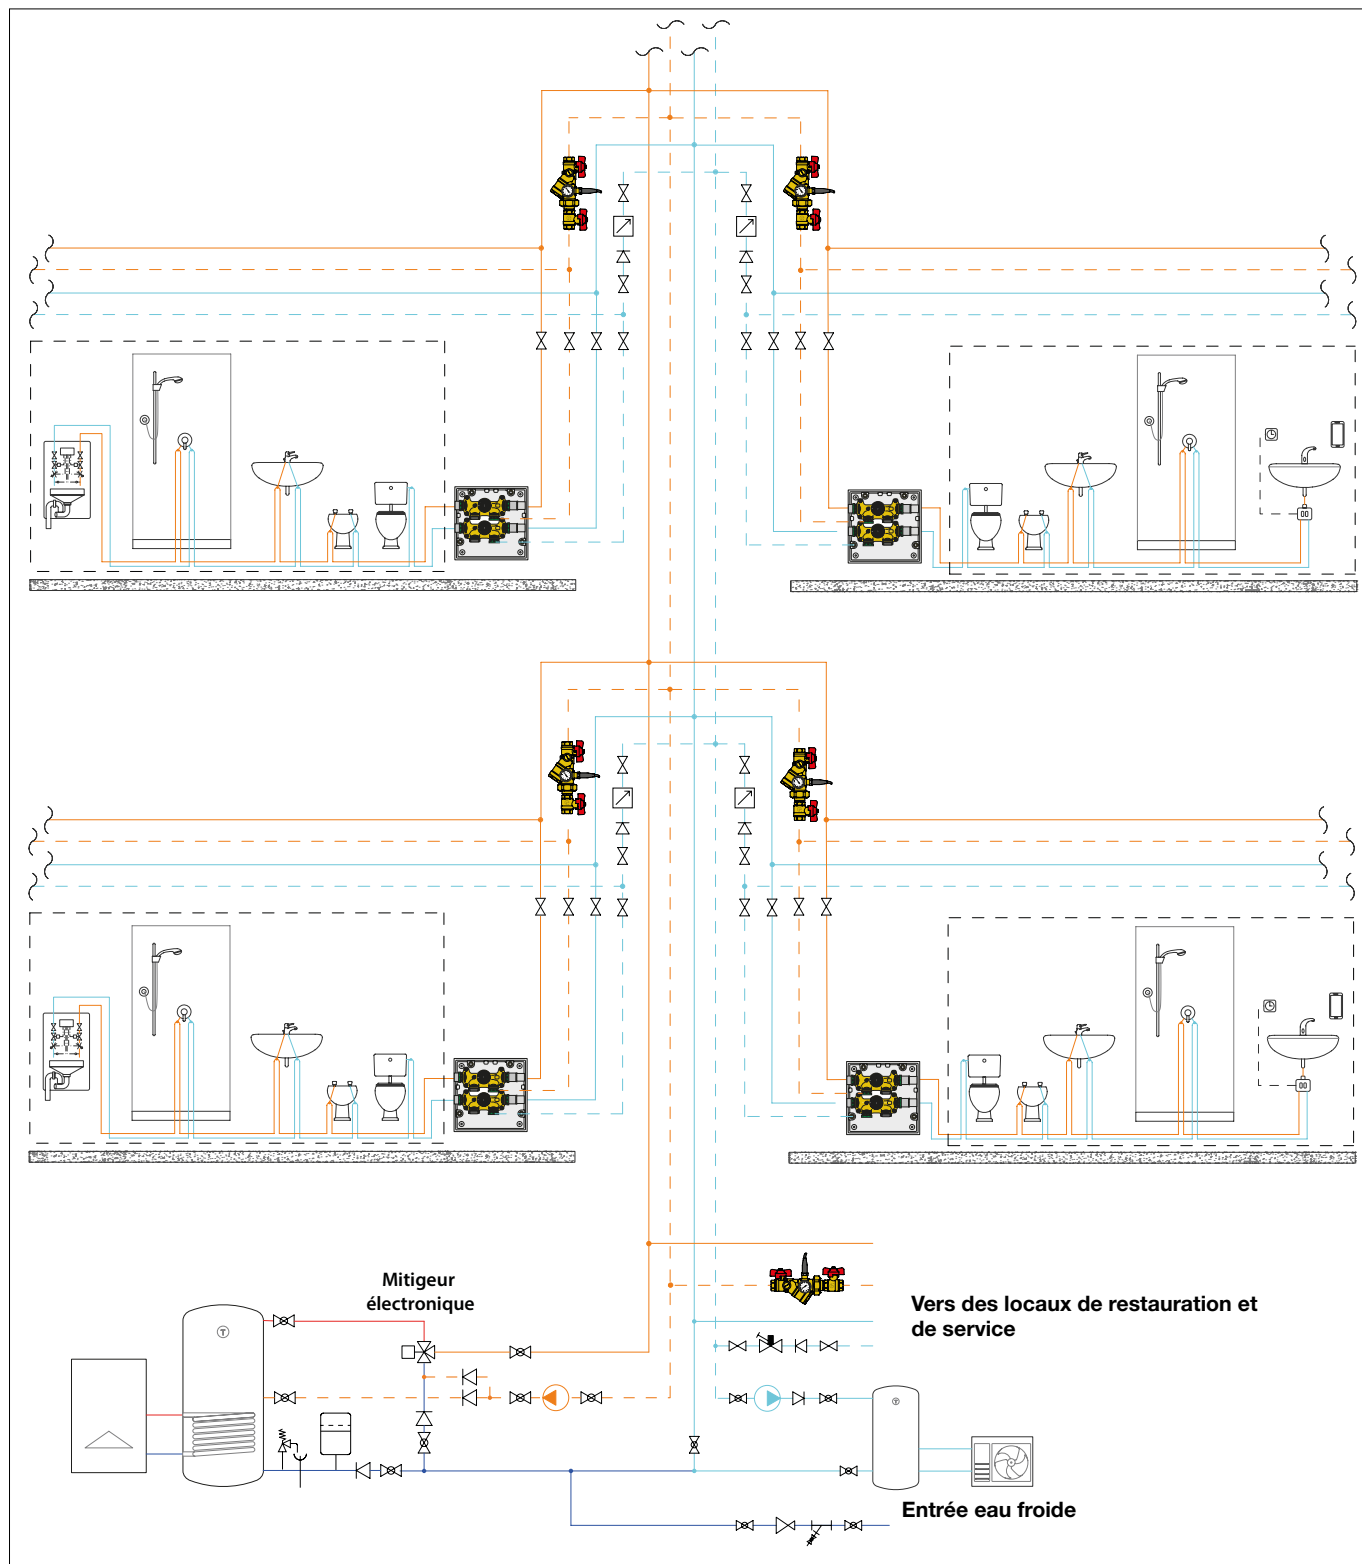 Mitigeur
électronique
Vers des locaux de restauration et
de service
T
T
Entrée eau froide